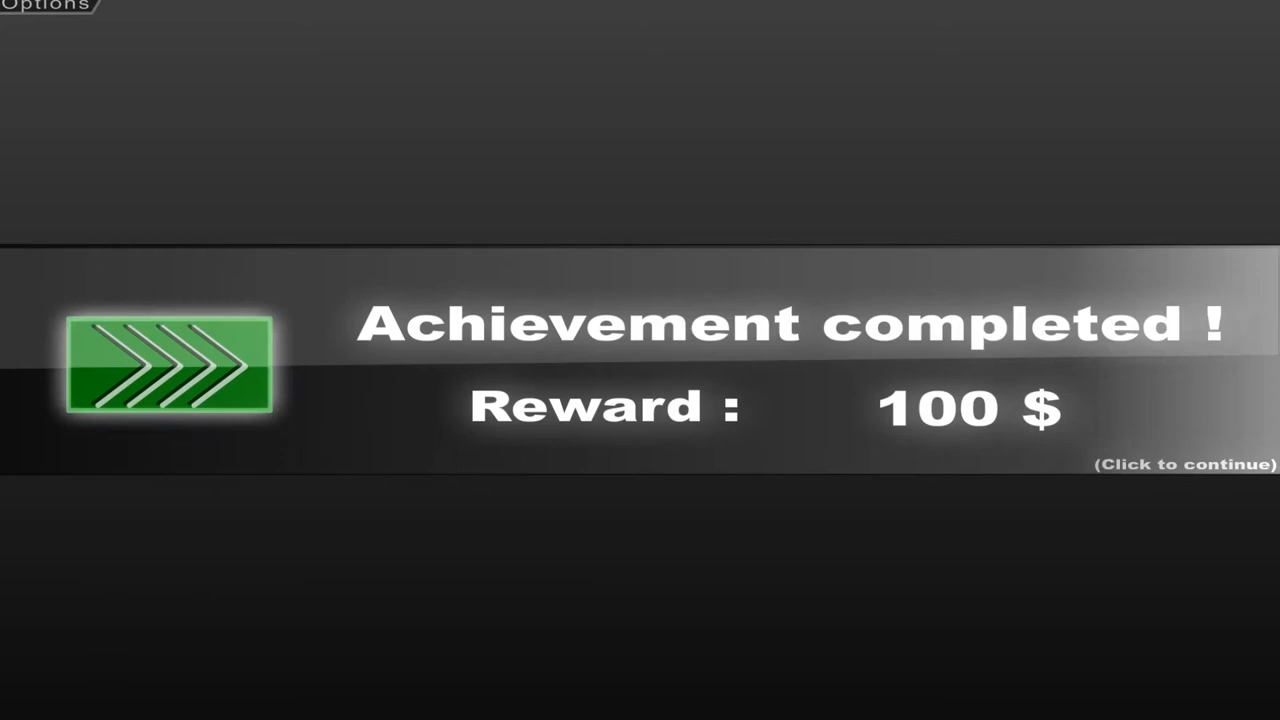 Options
Achievement completed !
Reward : 100 $
(Click to continue)